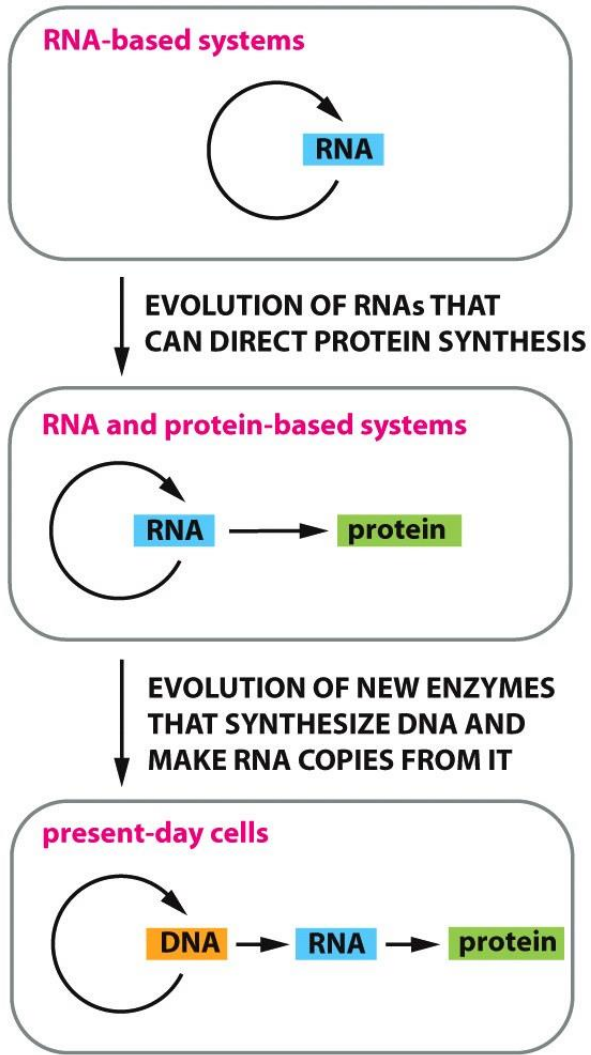 RNA-based systems
RNA
EVOLUTION OF RNAs THAT
CAN DIRECT PROTEIN SYNTHESIS
RNA and protein-based systems
RNA
protein
EVOLUTION OF NEW ENZYMES
THAT SYNTHESIZE DNA AND
MAKE RNA COPIES FROM IT
present-day cells
DNA
RNA
protein